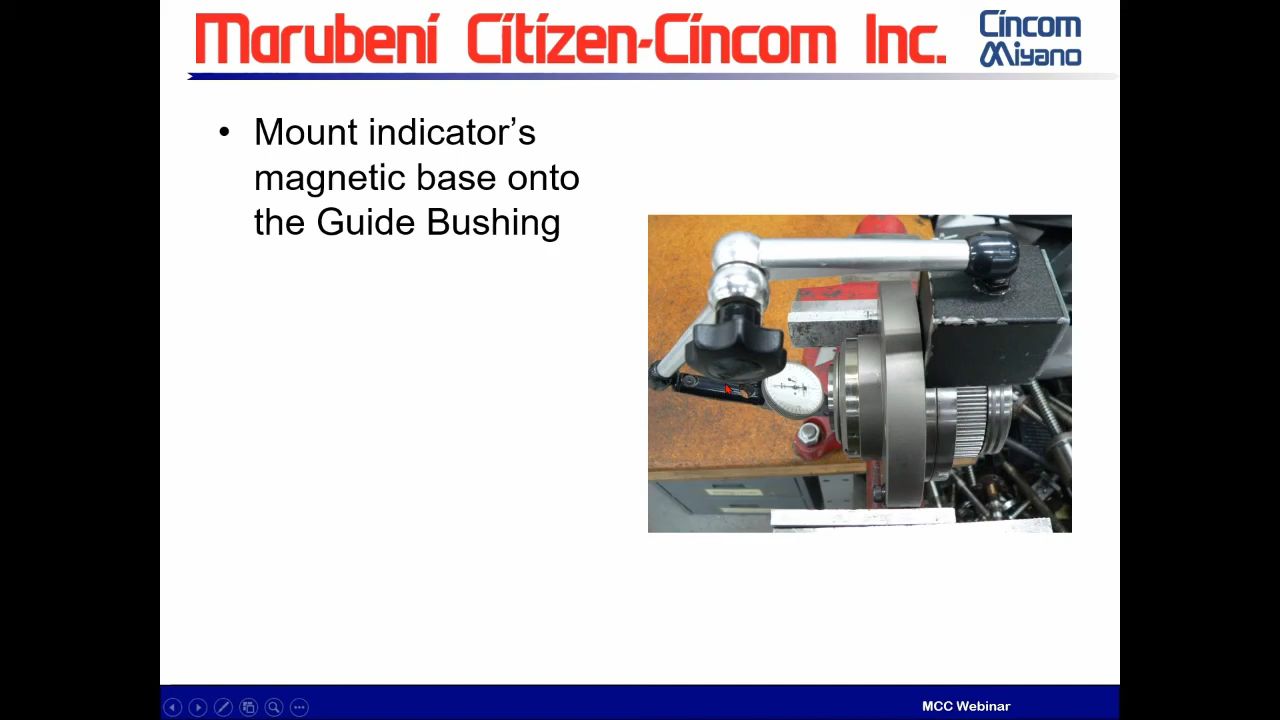 Marubeni Citizen-Cincom Inc.
Cincom
Miyano
• Mount indicator’s
magnetic base onto
the Guide Bushing
MCC Webinar